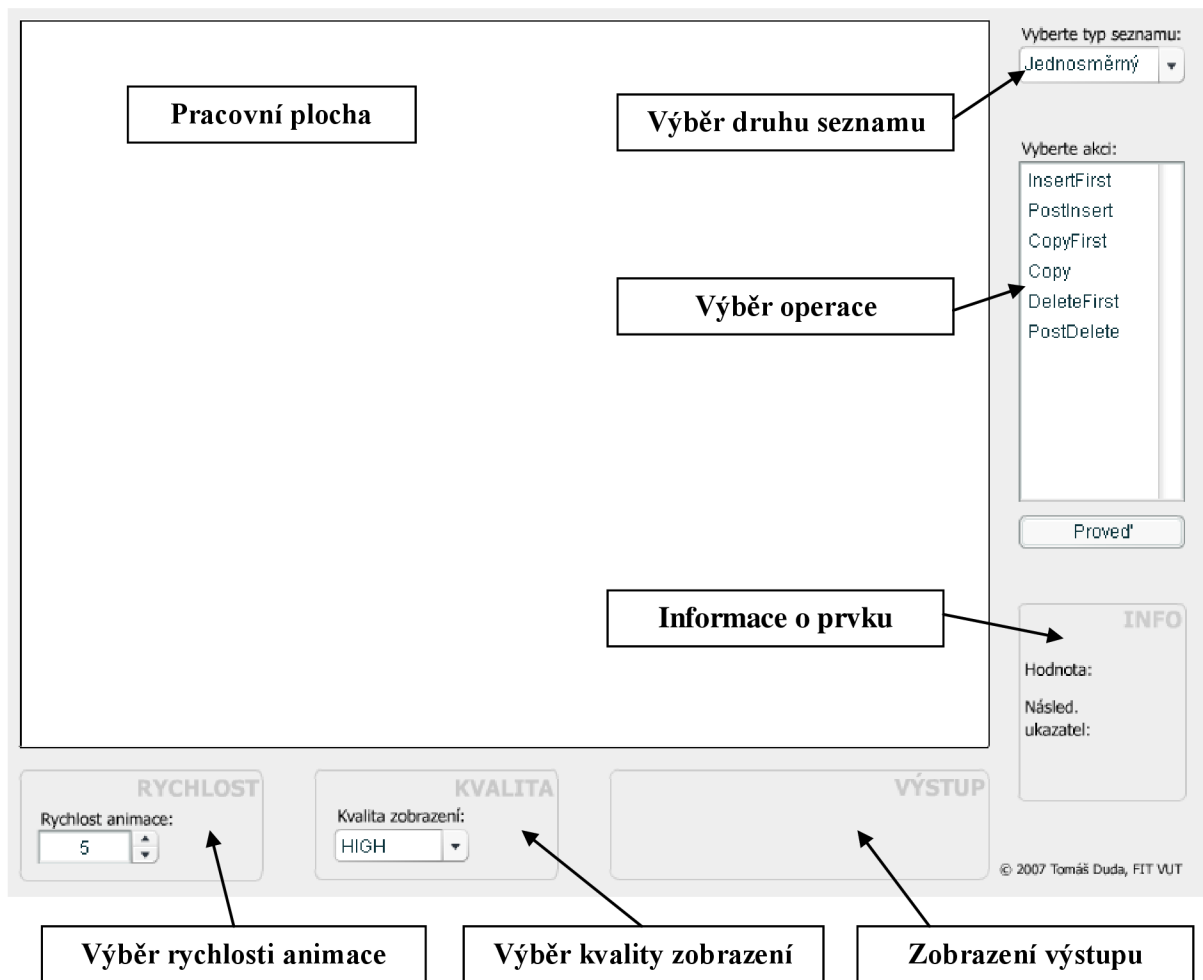 Vyberte typ seznamu:
Jednosměrný
Pracovní plocha
Výběr druhu seznamu
Vyberte akci:
InsertFirst
PostInsert
CopyFirst
Copy
DeleteFirst
PostDelete
Výběr operace
Proveď
Informace o prvku
INFO
Hodnota:
Násled.
ukazatel:
RYCHLOST
Rychlost animace:
5
KVALITA
Kvalita zobrazení:
HIGH
VÝSTUP
© 2007 Tomáš Duda, FIT VUT
Výběr rychlosti animace
Výběr kvality zobrazení
Zobrazení výstupu